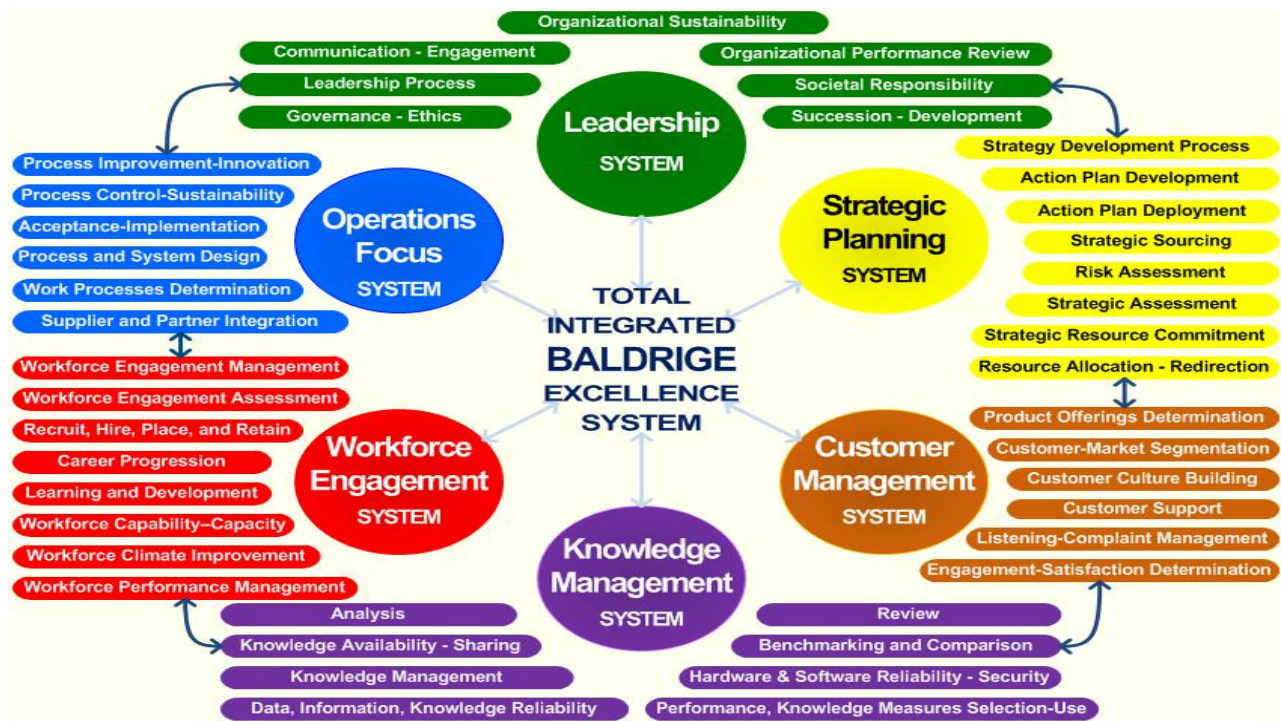 Organizational Sustainability
Communication - Engagement
Organizational Performance Review
Leadership Process
Societal Responsibility
Governance - Ethics
Succession - Development
Leadership
SYSTEM
Process Improvement-Innovation
Process Control-Sustainability
Acceptance-Implementation
Process and System Design
Work Processes Determination
Supplier and Partner Integration
Operations
Focus
SYSTEM
Strategic
Planning
SYSTEM
Strategy Development Process
Action Plan Development
Action Plan Deployment
Strategic Sourcing
Risk Assessment
Strategic Assessment
Strategic Resource Commitment
Resource Allocation - Redirection
TOTAL
INTEGRATED
BALDRIGE
EXCELLENCE
SYSTEM
Workforce Engagement Management
Workforce Engagement Assessment
Recruit, Hire, Place, and Retain
Career Progression
Learning and Development
Workforce Capability–Capacity
Workforce Climate Improvement
Workforce Performance Management
Workforce
Engagement
SYSTEM
Customer
Management
SYSTEM
Product Offerings Determination
Customer-Market Segmentation
Customer Culture Building
Customer Support
Listening-Complaint Management
Engagement-Satisfaction Determination
Knowledge
Management
SYSTEM
Analysis
Knowledge Availability - Sharing
Knowledge Management
Data, Information, Knowledge Reliability
Review
Benchmarking and Comparison
Hardware & Software Reliability - Security
Performance, Knowledge Measures Selection-Use